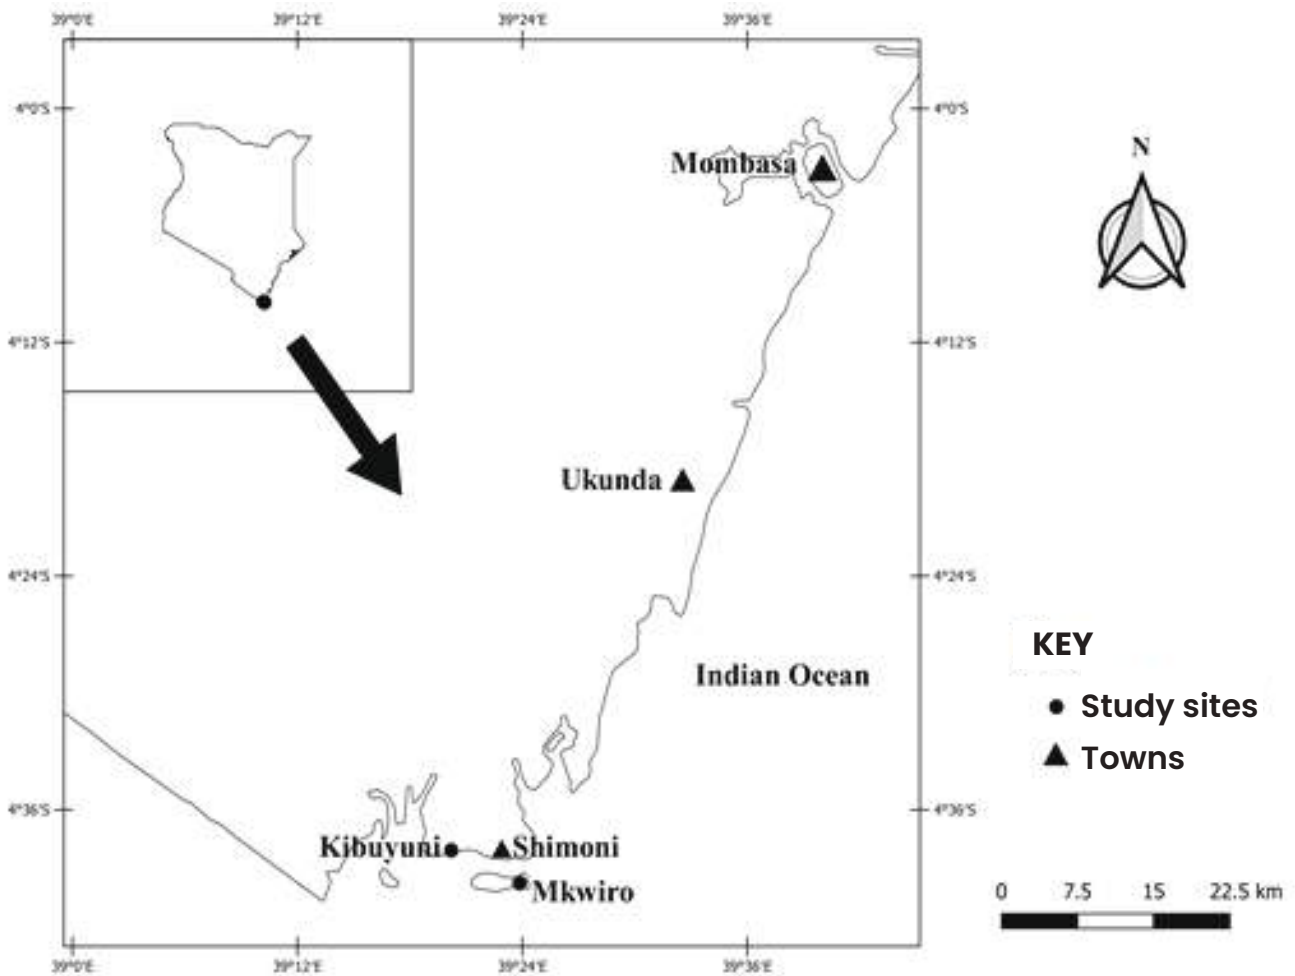 39°0'E 39°12'E 39°24'E 39°36'E
4°0'S 4°0'S
N
Mombasa
4°12'S 4°12'S
Ukunda
4°24'S 4°24'S
KEY
Indian Ocean
Study sites
Towns
4°36'S 4°36'S
Kibuyuni Shimoni
Mkwiro
0 7.5 15 22.5 km
39°0'E 39°12'E 39°24'E 39°36'E